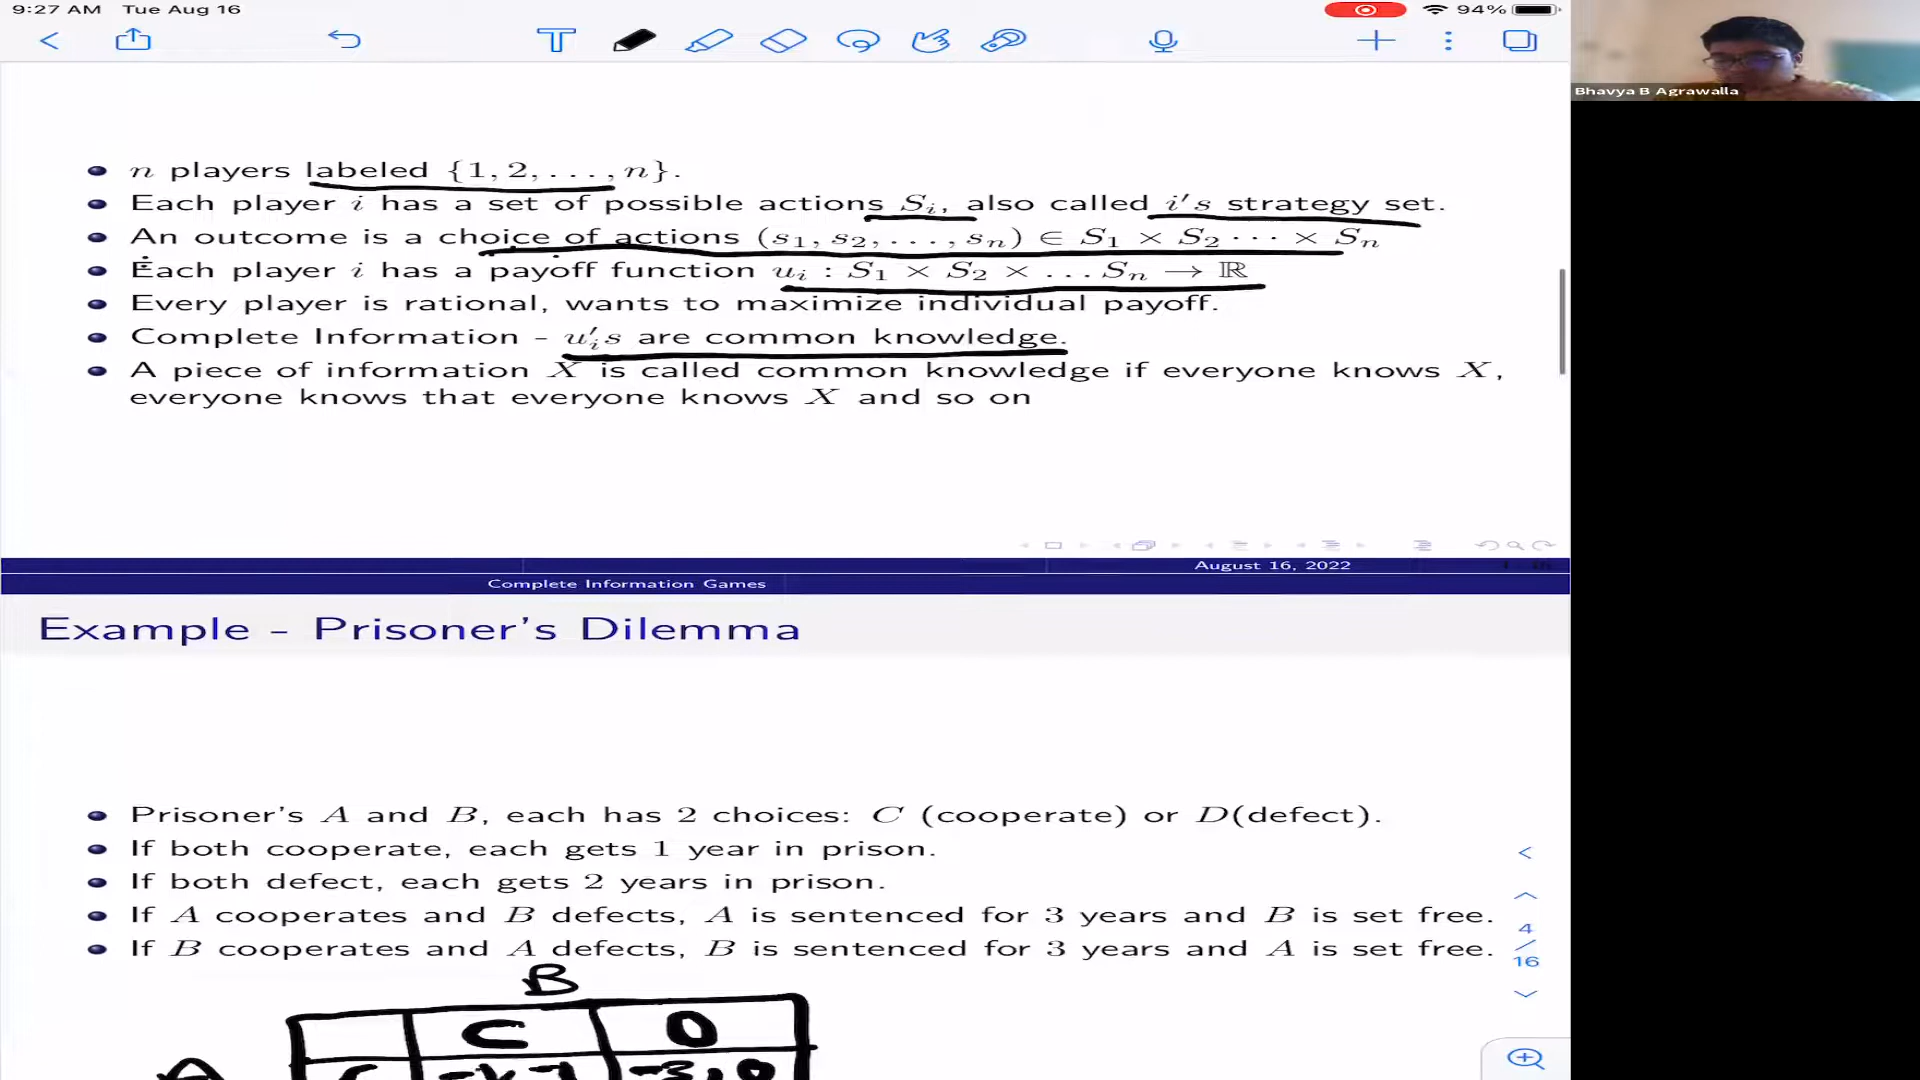 9:27 AM Tue Aug 16
94%
T
Bhavya B Agrawalla
n players labeled {1, 2, . . . , n}.
Each player i has a set of possible actions Sᵢ, also called i′s strategy set.
An outcome is a choice of actions (s₁, s₂, . . . , sₙ) ∈ S₁ × S₂ · · · × Sₙ
Each player i has a payoff function uᵢ : S₁ × S₂ × . . . Sₙ → ℝ
Every player is rational, wants to maximize individual payoff.
Complete Information - u′ᵢs are common knowledge.
A piece of information X is called common knowledge if everyone knows X,
everyone knows that everyone knows X and so on
August 16, 2022
Complete Information Games
Example - Prisoner's Dilemma
Prisoner's A and B, each has 2 choices: C (cooperate) or D(defect).
If both cooperate, each gets 1 year in prison.
If both defect, each gets 2 years in prison.
If A cooperates and B defects, A is sentenced for 3 years and B is set free.
If B cooperates and A defects, B is sentenced for 3 years and A is set free.
4
/
16
B
C D